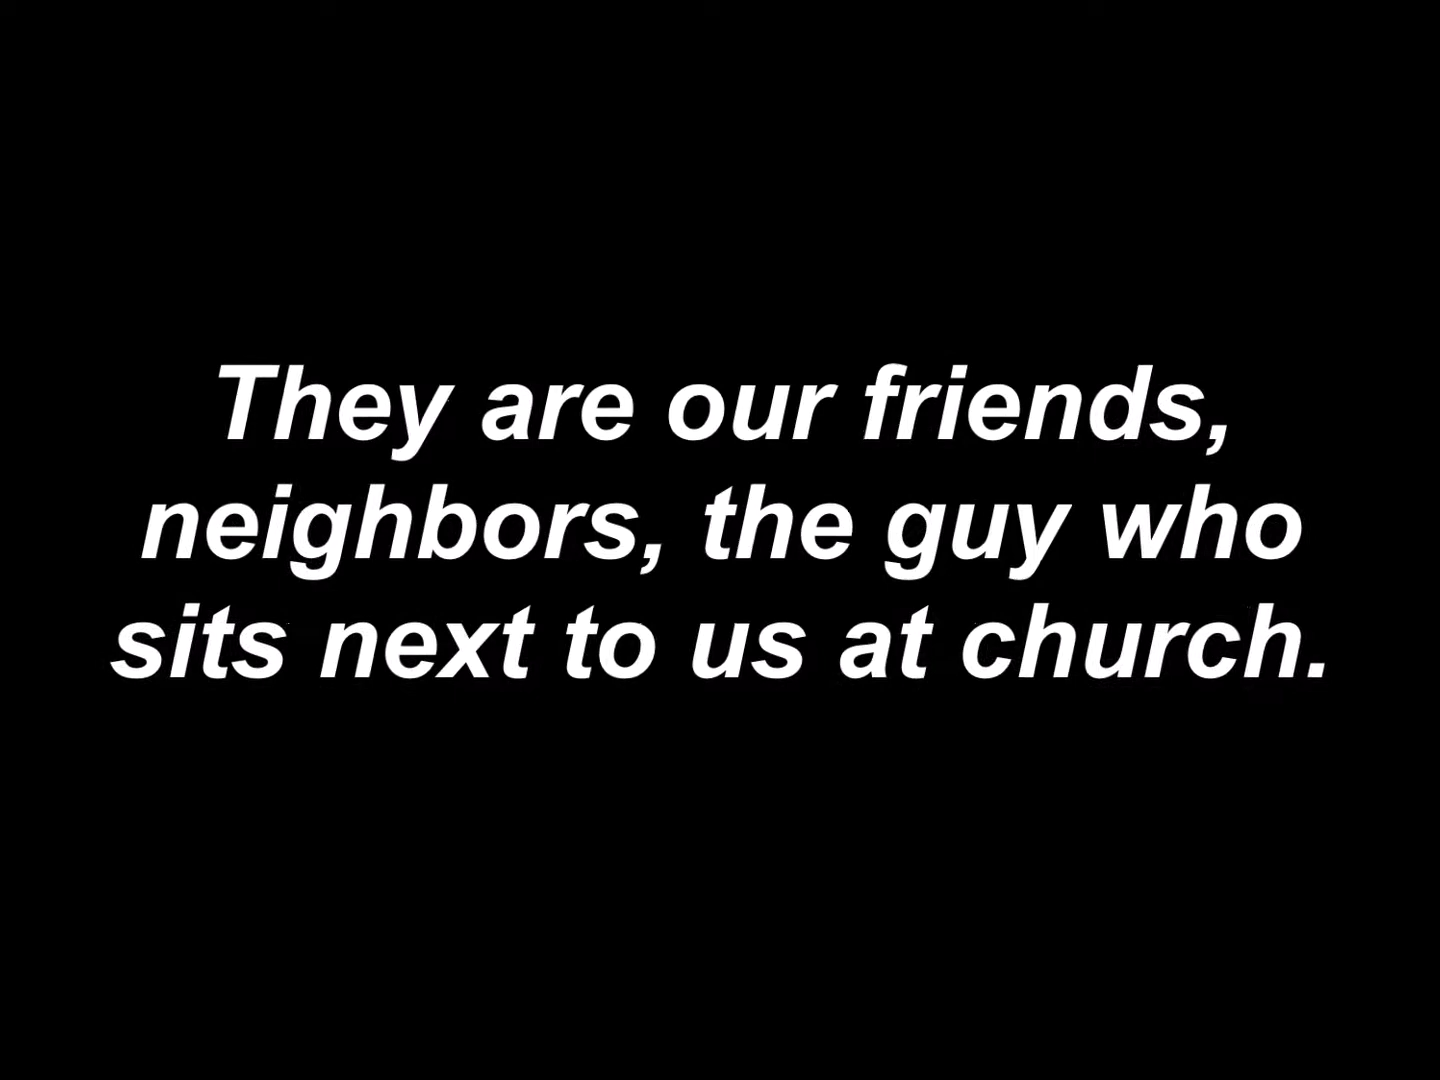 They are our friends,
neighbors, the guy who
sits next to us at church.